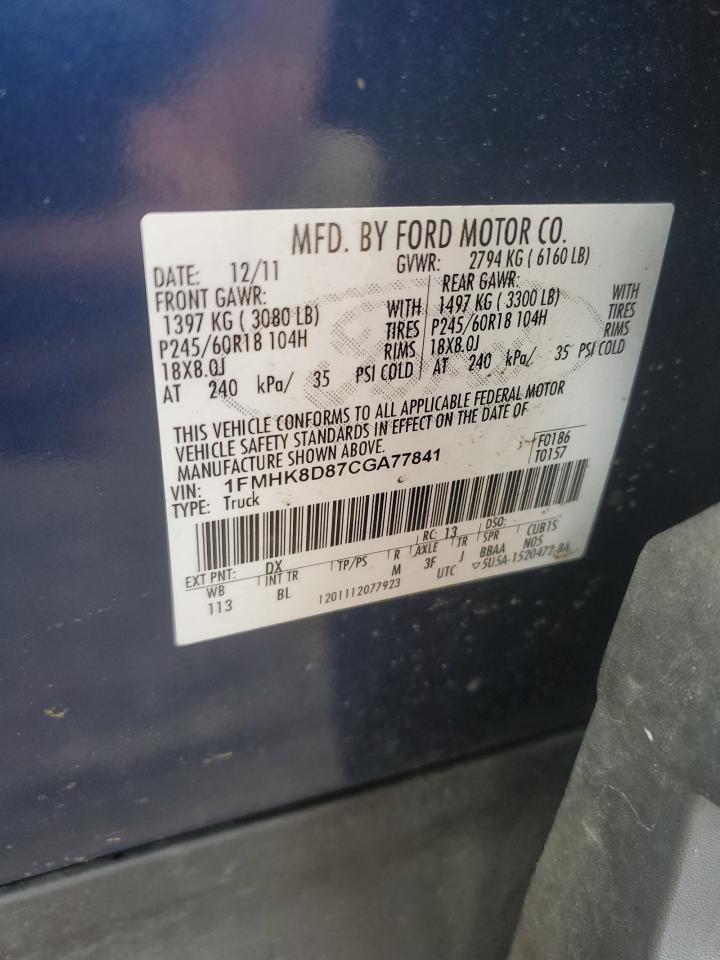 MFD. BY FORD MOTOR CO.
DATE: 12/11 GVWR: 2794 KG ( 6160 LB)
FRONT GAWR: REAR GAWR:
1397 KG ( 3080 LB) WITH 1497 KG ( 3300 LB) WITH
P245/60R18 104H TIRES P245/60R18 104H TIRES
18X8.0J RIMS 18X8.0J RIMS
AT 240 kPa/ 35 PSI COLD AT 240 kPa/ 35 PSI COLD
THIS VEHICLE CONFORMS TO ALL APPLICABLE FEDERAL MOTOR
VEHICLE SAFETY STANDARDS IN EFFECT ON THE DATE OF
MANUFACTURE SHOWN ABOVE.
VIN: 1FMHK8D87CGA77841 F0186
TYPE: Truck T0157
EXT PNT: DX RC: 13 DSO:
WB INT TR TP/PS R AXLE TR SPR CUB1S
113 BL M 3F J BBAA N05
1201112077923 UTC ▽5U5A-1520472-BA